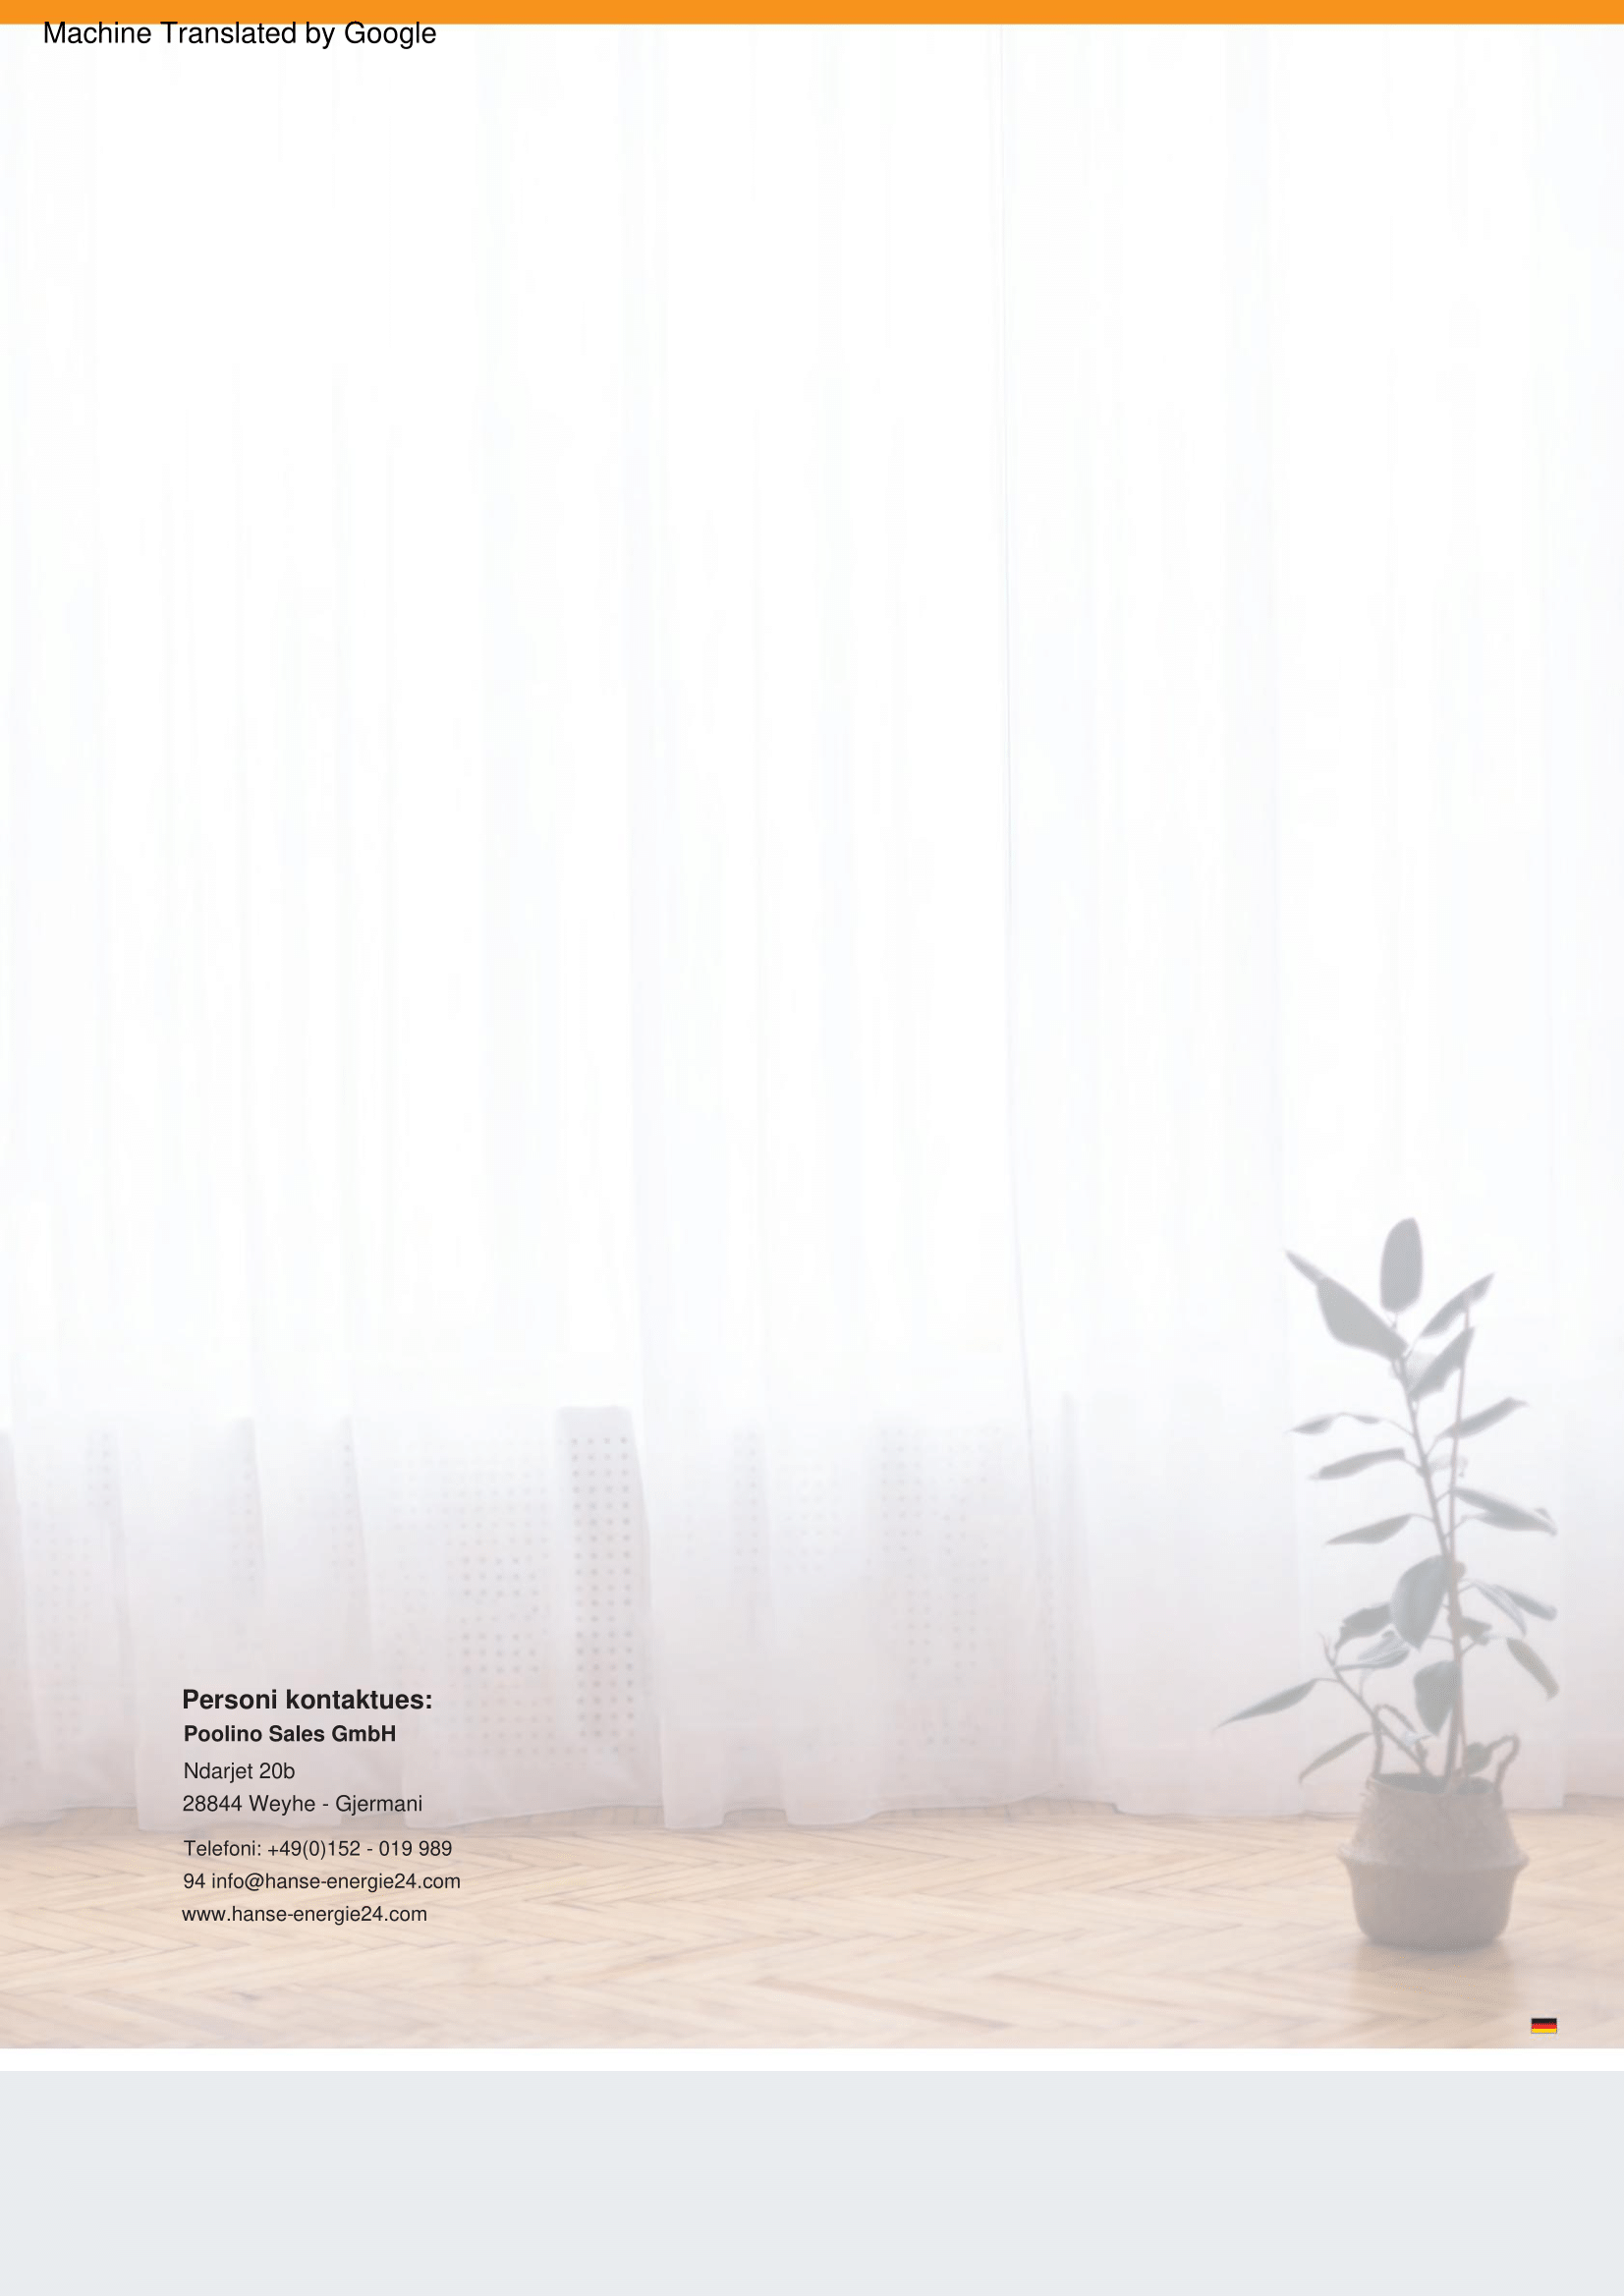 Machine Translated by Google
Personi kontaktues:
Poolino Sales GmbH
Ndarjet 20b
28844 Weyhe - Gjermani
Telefoni: +49(0)152 - 019 989
94 info@hanse-energie24.com
www.hanse-energie24.com